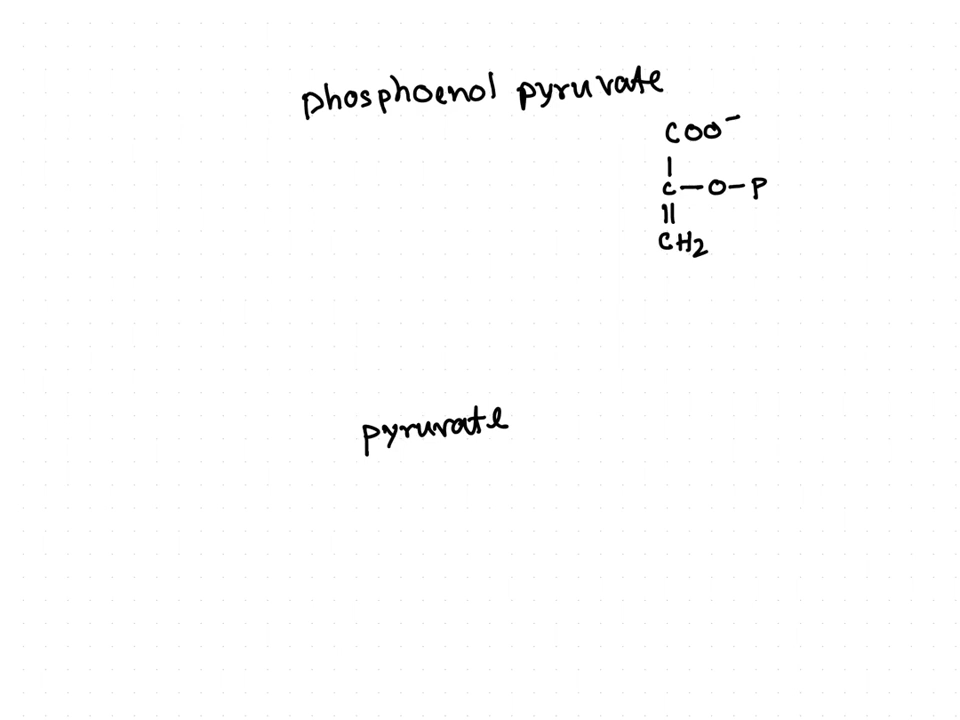 phosphoenol pyruvate
COO⁻
|
C—O—P
||
CH2
pyruvate